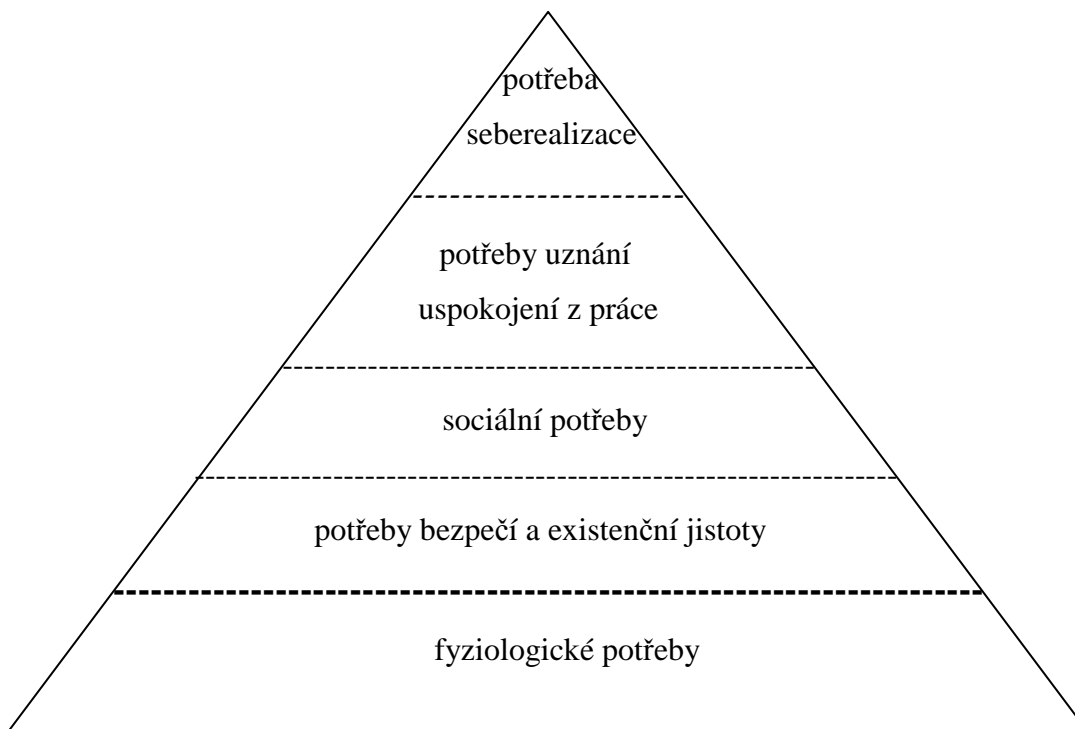 potřeba
seberealizace
potřeby uznání
uspokojení z práce
sociální potřeby
potřeby bezpečí a existenční jistoty
fyziologické potřeby